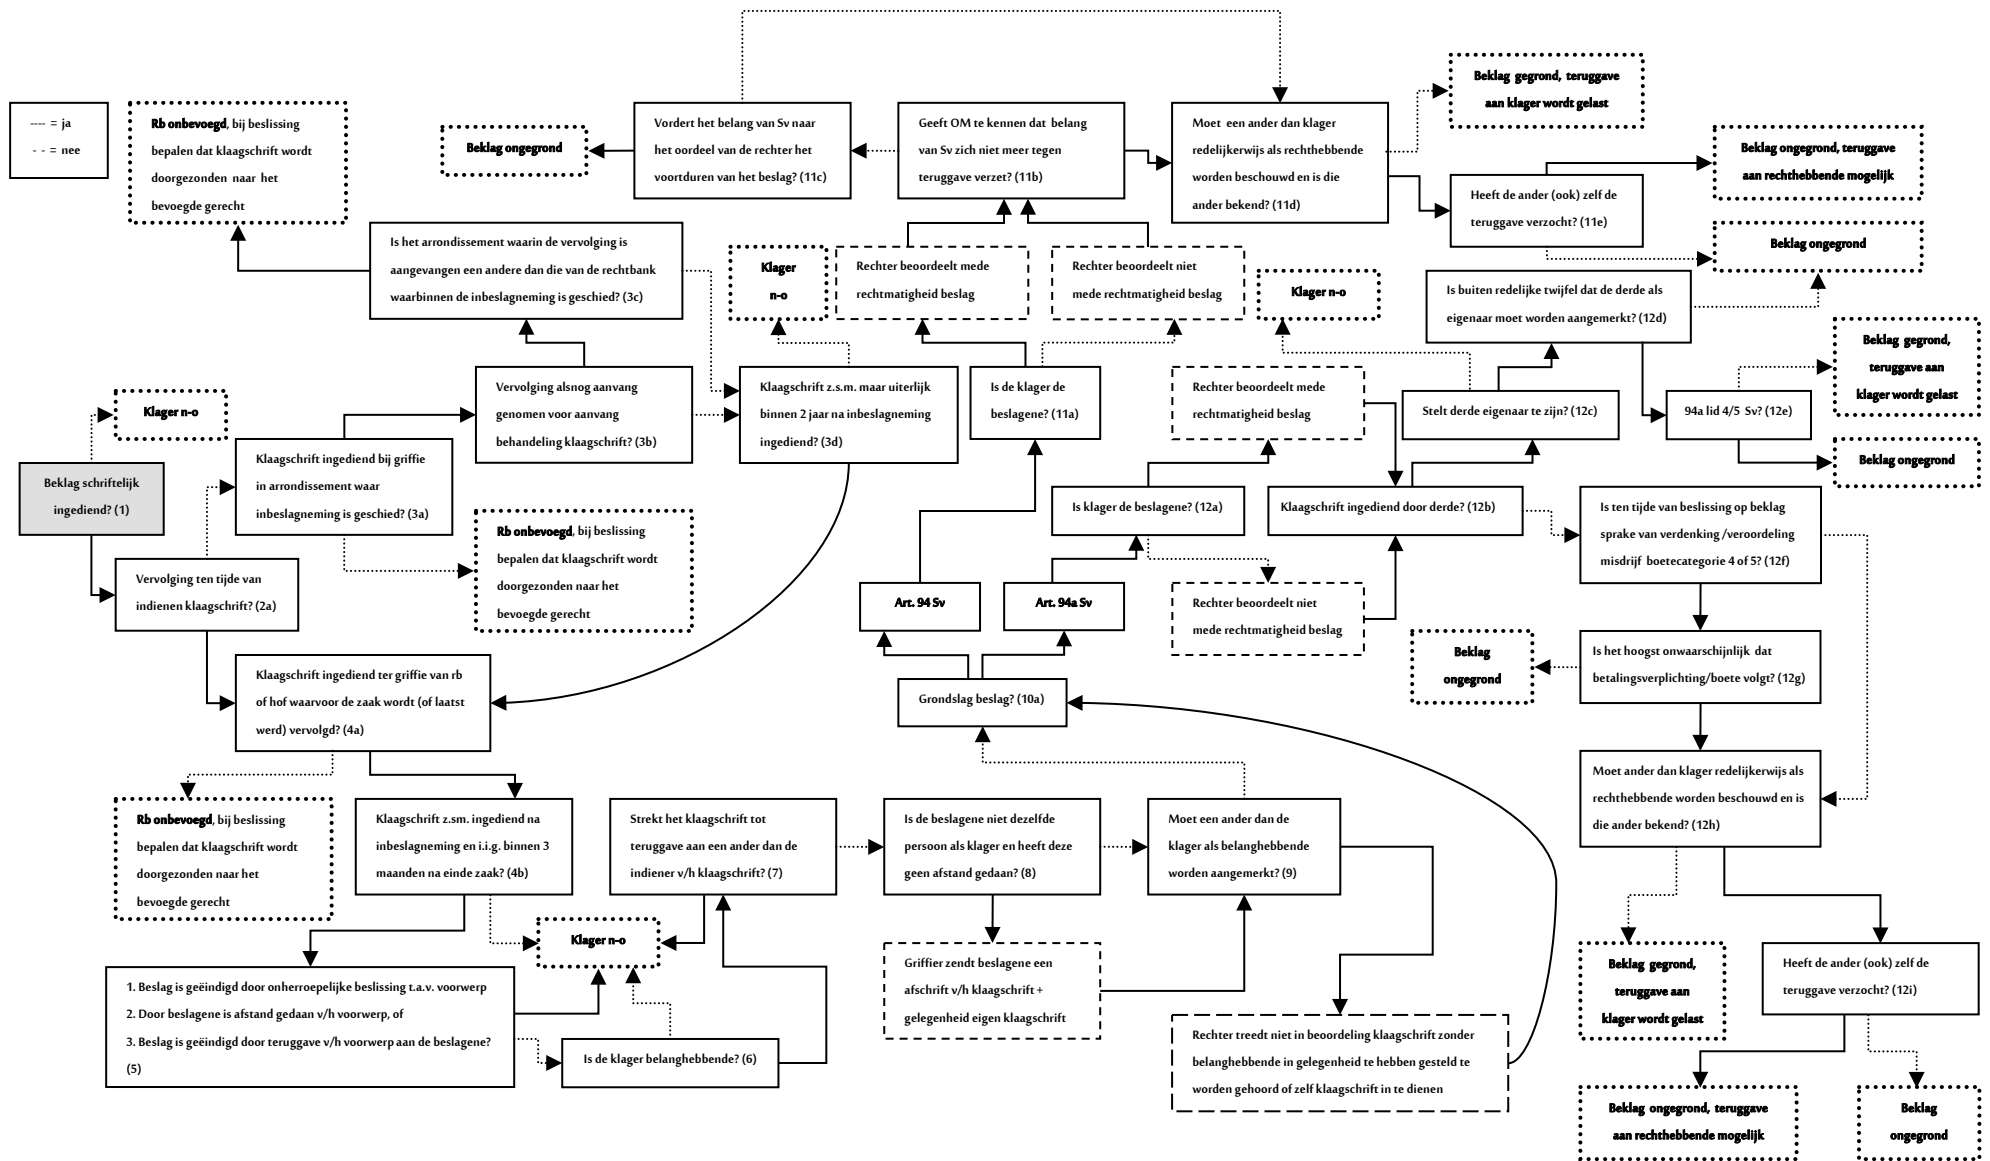 ---- = ja
- - = nee
Rb onbevoegd, bij beslissing
bepalen dat klaagschrift wordt
doorgezonden naar het
bevoegde gerecht
Beklag ongegrond
Vordert het belang van Sv naar
het oordeel van de rechter het
voortduren van het beslag? (11c)
Geeft OM te kennen dat belang
van Sv zich niet meer tegen
teruggave verzet? (11b)
Moet een ander dan klager
redelijkerwijs als rechthebbende
worden beschouwd en is die
ander bekend? (11d)
Beklag gegrond, teruggave
aan klager wordt gelast
Beklag ongegrond, teruggave
aan rechthebbende mogelijk
Heeft de ander (ook) zelf de
teruggave verzocht? (11e)
Beklag ongegrond
Is het arrondissement waarin de vervolging is
aangevangen een andere dan die van de rechtbank
waarbinnen de inbeslagneming is geschied? (3c)
Klager
n-o
Rechter beoordeelt mede
rechtmatigheid beslag
Rechter beoordeelt niet
mede rechtmatigheid beslag
Klager n-o
Is buiten redelijke twijfel dat de derde als
eigenaar moet worden aangemerkt? (12d)
Beklag gegrond,
teruggave aan
klager wordt gelast
Klager n-o
Vervolging alsnog aanvang
genomen voor aanvang
behandeling klaagschrift? (3b)
Klaagschrift z.s.m. maar uiterlijk
binnen 2 jaar na inbeslagneming
ingediend? (3d)
Is de klager de
beslagene? (11a)
Rechter beoordeelt mede
rechtmatigheid beslag
Stelt derde eigenaar te zijn? (12c)
94a lid 4/5 Sv? (12e)
Beklag ongegrond
Beklag schriftelijk
ingediend? (1)
Klaagschrift ingediend bij griffie
in arrondissement waar
inbeslagneming is geschied? (3a)
Rb onbevoegd, bij beslissing
bepalen dat klaagschrift wordt
doorgezonden naar het
bevoegde gerecht
Is klager de beslagene? (12a)
Klaagschrift ingediend door derde? (12b)
Is ten tijde van beslissing op beklag
sprake van verdenking /veroordeling
misdrijf boetecategorie 4 of 5? (12f)
Vervolging ten tijde van
indienen klaagschrift? (2a)
Art. 94 Sv
Art. 94a Sv
Rechter beoordeelt niet
mede rechtmatigheid beslag
Beklag
ongegrond
Is het hoogst onwaarschijnlijk dat
betalingsverplichting/boete volgt? (12g)
Klaagschrift ingediend ter griffie van rb
of hof waarvoor de zaak wordt (of laatst
werd) vervolgd? (4a)
Grondslag beslag? (10a)
Moet ander dan klager redelijkerwijs als
rechthebbende worden beschouwd en is
die ander bekend? (12h)
Rb onbevoegd, bij beslissing
bepalen dat klaagschrift wordt
doorgezonden naar het
bevoegde gerecht
Klaagschrift z.sm. ingediend na
inbeslagneming en i.i.g. binnen 3
maanden na einde zaak? (4b)
Strekt het klaagschrift tot
teruggave aan een ander dan de
indiener v/h klaagschrift? (7)
Is de beslagene niet dezelfde
persoon als klager en heeft deze
geen afstand gedaan? (8)
Moet een ander dan de
klager als belanghebbende
worden aangemerkt? (9)
Klager n-o
Griffier zendt beslagene een
afschrift v/h klaagschrift +
gelegenheid eigen klaagschrift
Beklag gegrond,
teruggave aan
klager wordt gelast
Heeft de ander (ook) zelf de
teruggave verzocht? (12i)
1. Beslag is geëindigd door onherroepelijke beslissing t.a.v. voorwerp
2. Door beslagene is afstand gedaan v/h voorwerp, of
3. Beslag is geëindigd door teruggave v/h voorwerp aan de beslagene?
(5)
Is de klager belanghebbende? (6)
Rechter treedt niet in beoordeling klaagschrift zonder
belanghebbende in gelegenheid te hebben gesteld te
worden gehoord of zelf klaagschrift in te dienen
Beklag ongegrond, teruggave
aan rechthebbende mogelijk
Beklag
ongegrond